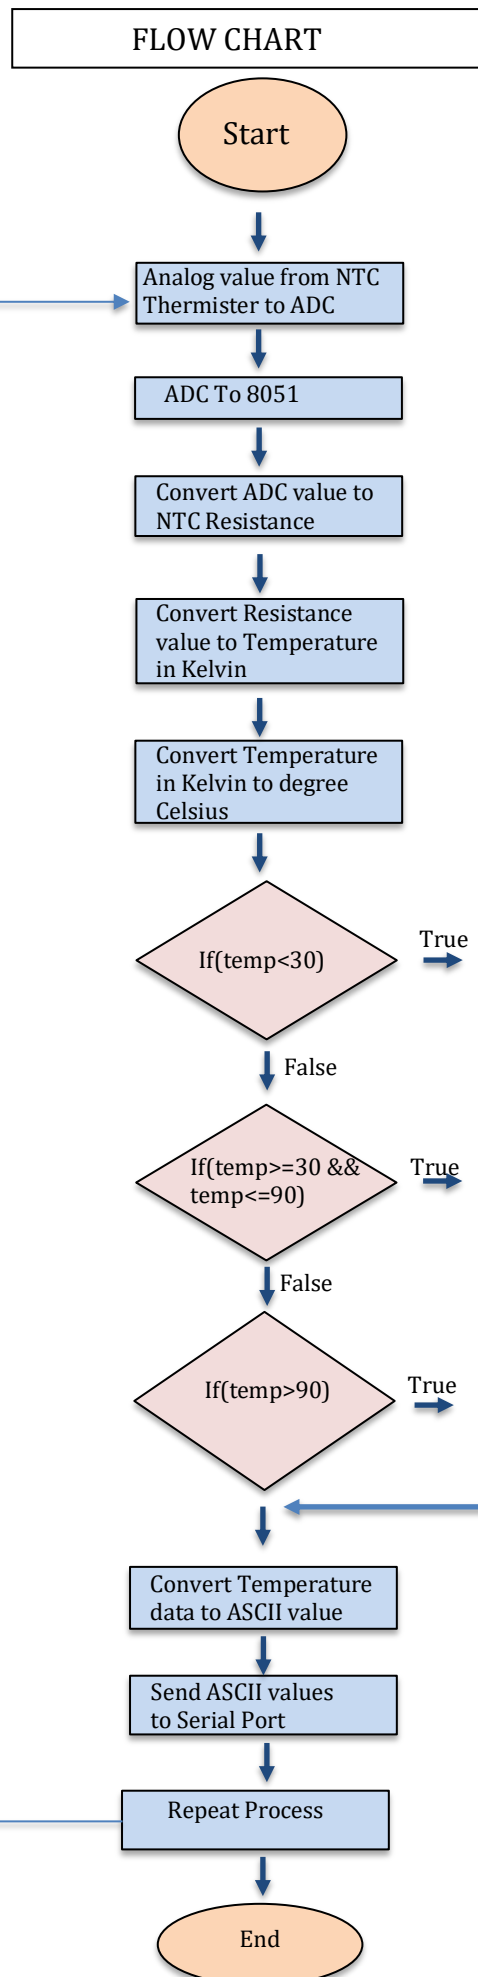 FLOW CHART
Start
Analog value from NTC
Thermister to ADC
ADC To 8051
Convert ADC value to
NTC Resistance
Convert Resistance
value to Temperature
in Kelvin
Convert Temperature
in Kelvin to degree
Celsius
If(temp<30)
True
False
If(temp>=30 &&
temp<=90)
True
False
If(temp>90)
True
Convert Temperature
data to ASCII value
Send ASCII values
to Serial Port
Repeat Process
End